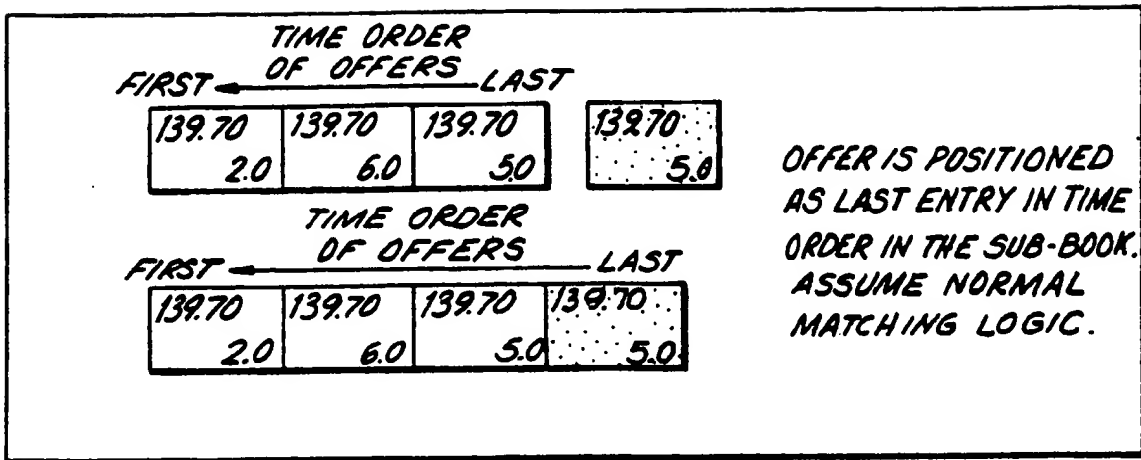 TIME ORDER
OF OFFERS
FIRST LAST
139.70 139.70 139.70 139.70
2.0 6.0 5.0 5.0
TIME ORDER
OF OFFERS
FIRST LAST
139.70 139.70 139.70 139.70
2.0 6.0 5.0 5.0
OFFER IS POSITIONED
AS LAST ENTRY IN TIME
ORDER IN THE SUB-BOOK.
ASSUME NORMAL
MATCHING LOGIC.